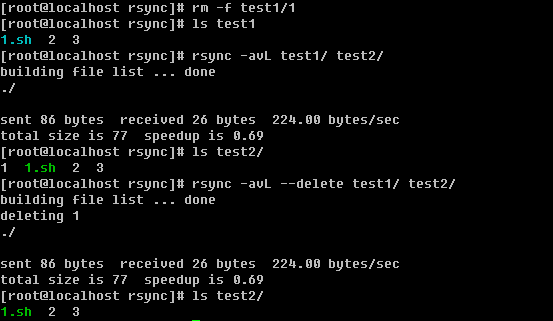 [root@localhost rsync]# rm -f test1/1
[root@localhost rsync]# ls test1
1.sh  2  3
[root@localhost rsync]# rsync -avL test1/ test2/
building file list ... done
./

sent 86 bytes  received 26 bytes  224.00 bytes/sec
total size is 77  speedup is 0.69
[root@localhost rsync]# ls test2/
1  1.sh  2  3
[root@localhost rsync]# rsync -avL --delete test1/ test2/
building file list ... done
deleting 1
./

sent 86 bytes  received 26 bytes  224.00 bytes/sec
total size is 77  speedup is 0.69
[root@localhost rsync]# ls test2/
1.sh  2  3